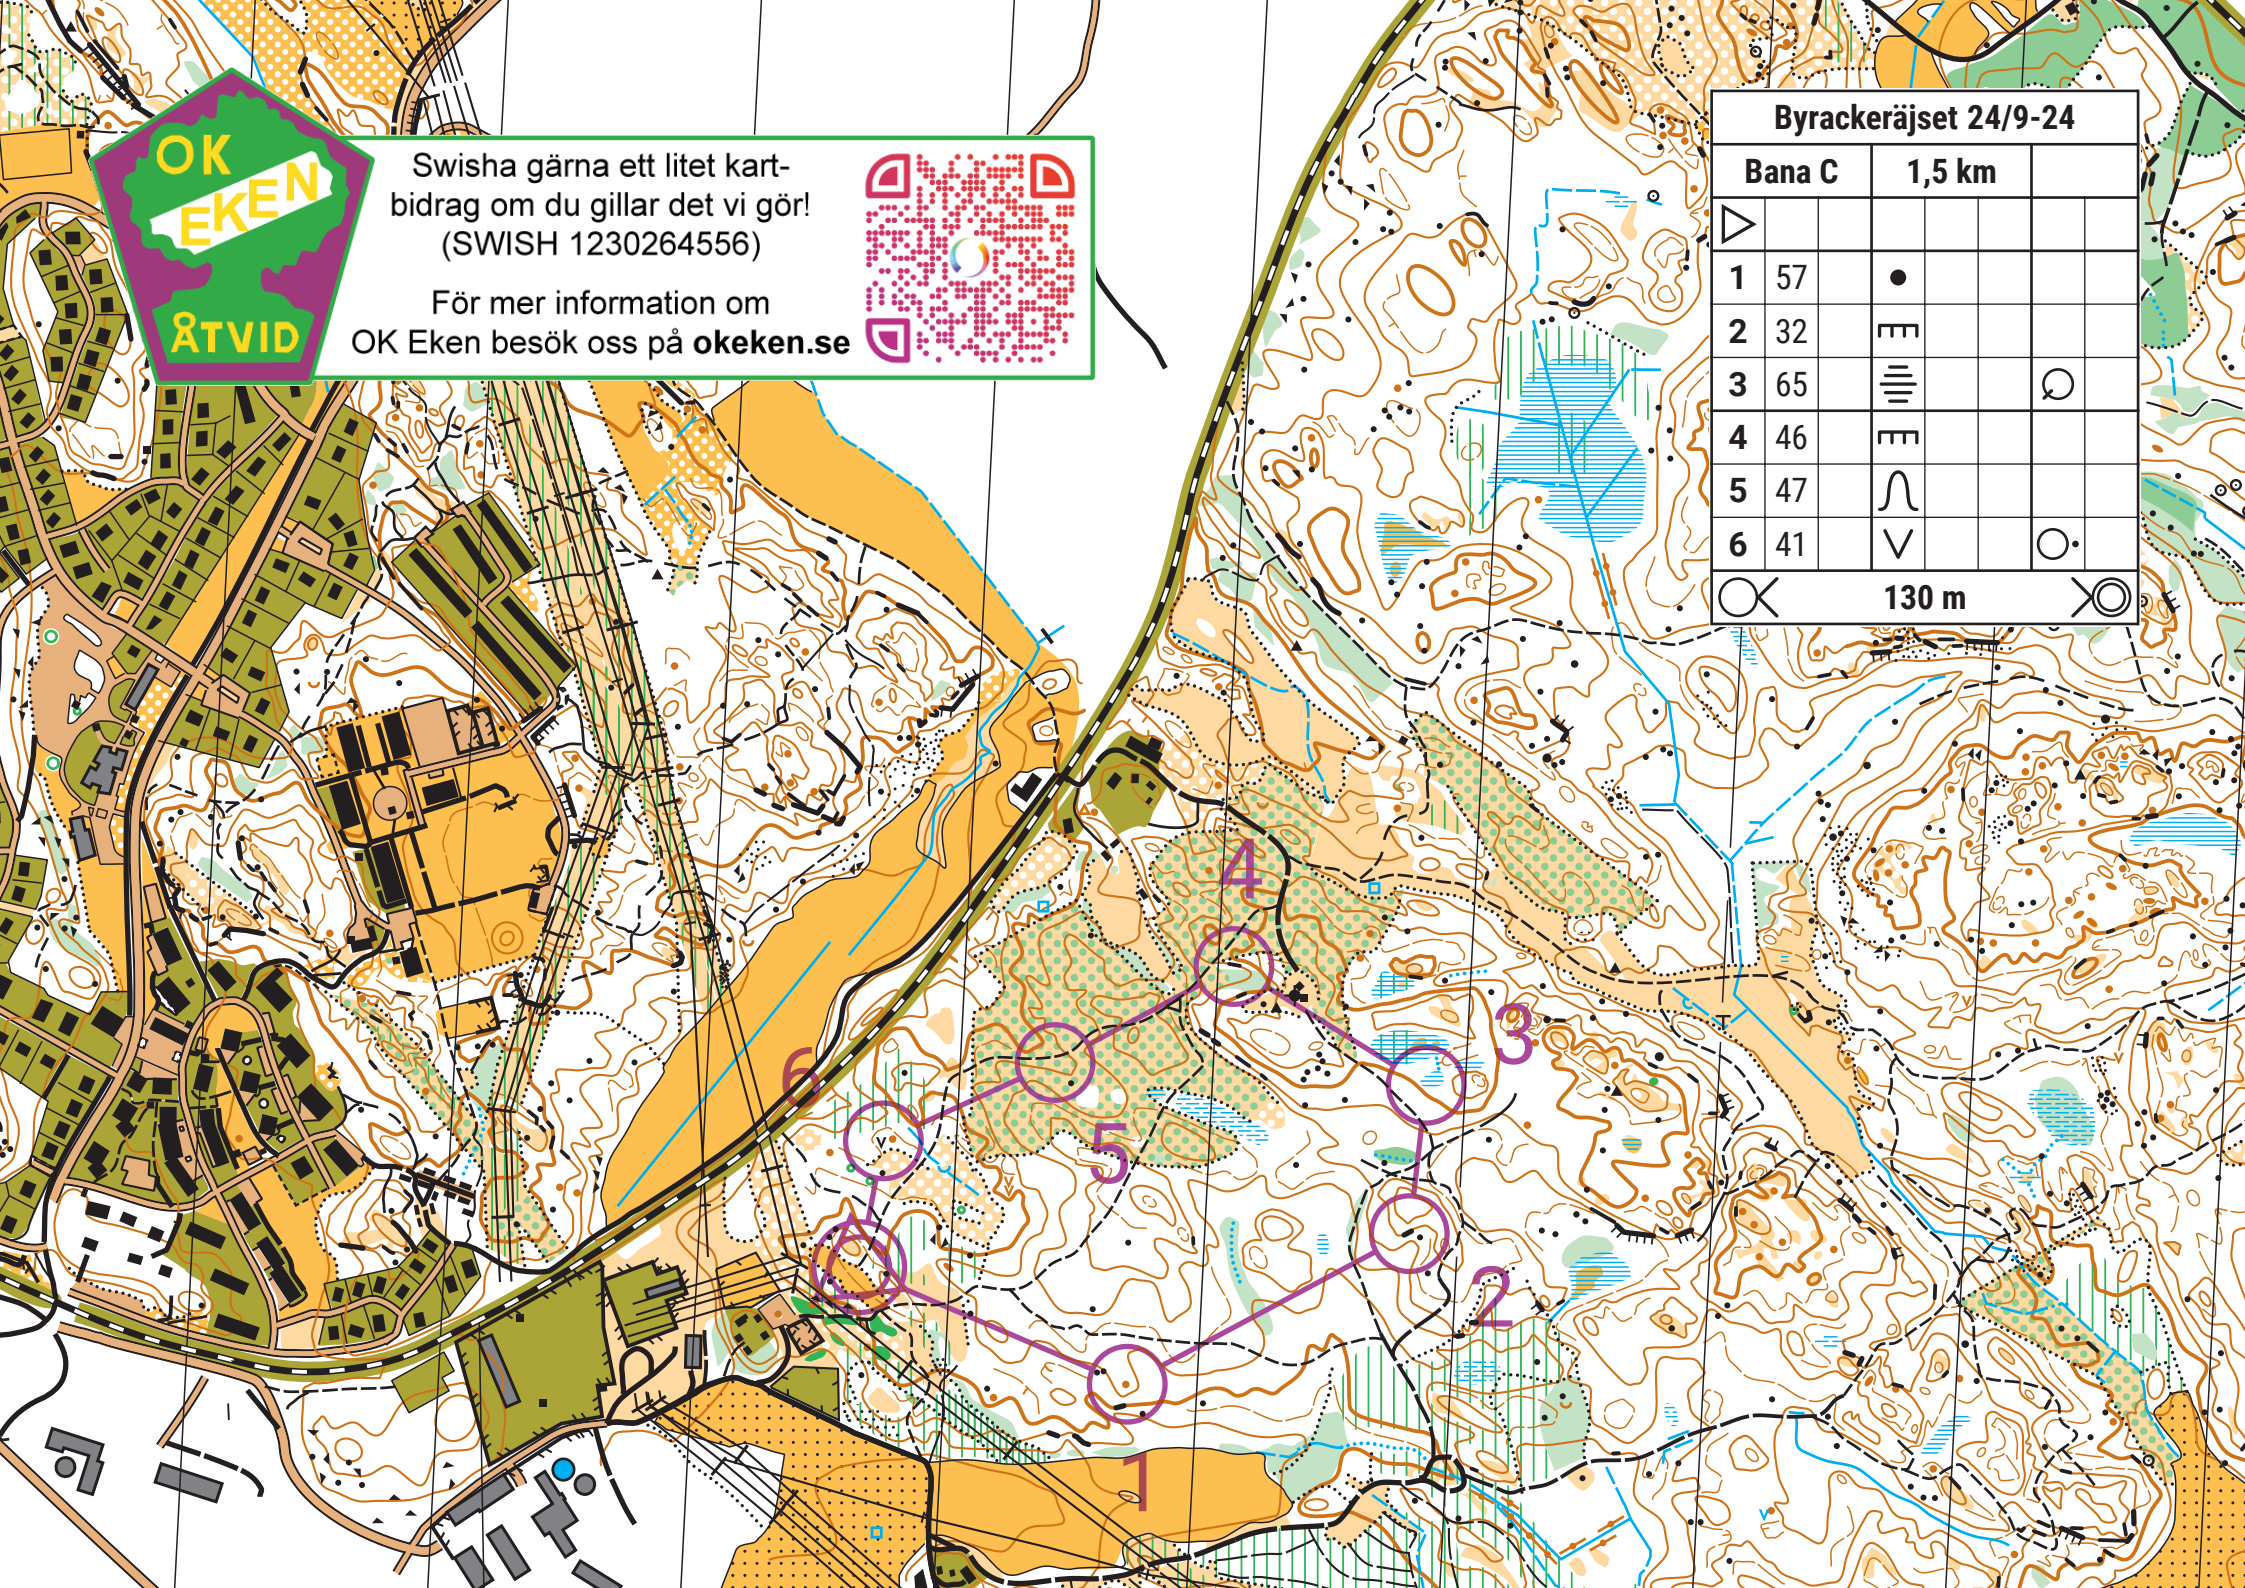 OK
EKEN
ÅTVID
Swisha gärna ett litet kart-
bidrag om du gillar det vi gör!
(SWISH 1230264556)
För mer information om
OK Eken besök oss på okeken.se
Byrackeräjset 24/9-24
Bana C 1,5 km
1 57
2 32
3 65
4 46
5 47
6 41
130 m
4
3
6
5
2
1